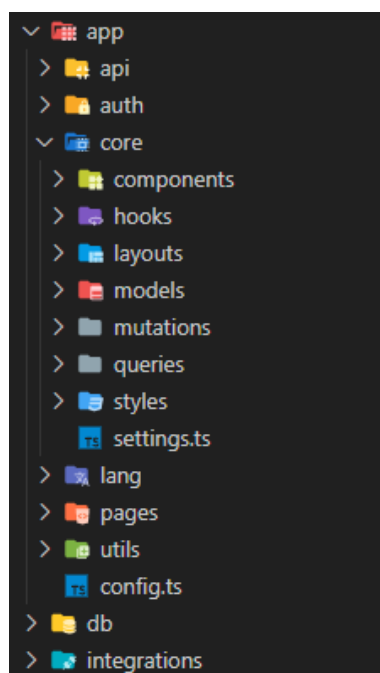 app
api
auth
core
components
hooks
layouts
models
mutations
queries
styles
TS settings.ts
lang
pages
utils
TS config.ts
db
integrations